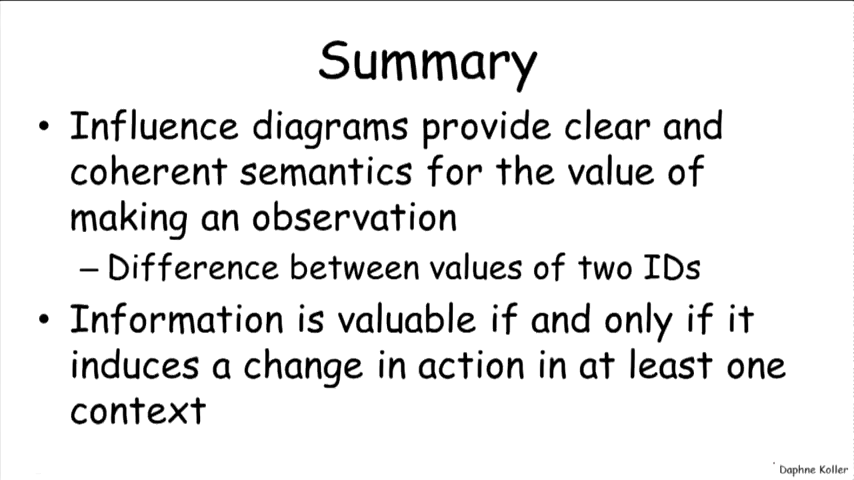 Summary
• Influence diagrams provide clear and
coherent semantics for the value of
making an observation
– Difference between values of two IDs
• Information is valuable if and only if it
induces a change in action in at least one
context
Daphne Koller